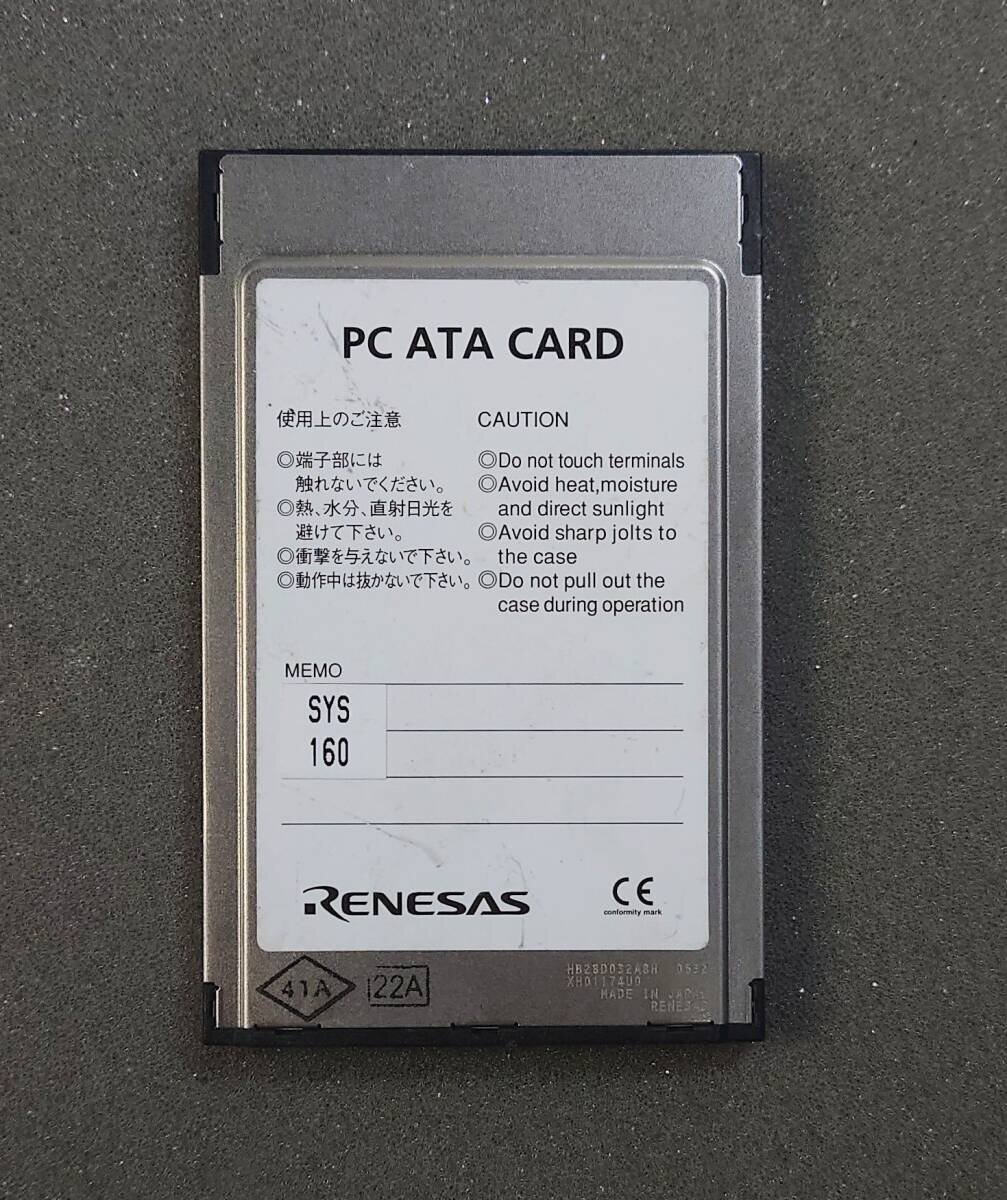 PC ATA CARD
使用上のご注意
◎端子部には
触れないでください。
◎熱、水分、直射日光を
避けて下さい。
◎衝撃を与えないで下さい。
◎動作中は抜かないで下さい。
CAUTION
◎Do not touch terminals
◎Avoid heat,moisture
and direct sunlight
◎Avoid sharp jolts to
the case
◎Do not pull out the
case during operation
MEMO
SYS
160
RENESAS
CE
conformity mark
41A
22A
HB28D032A8H 0532
XH01174U0
MADE IN JAPAN
RENESAS